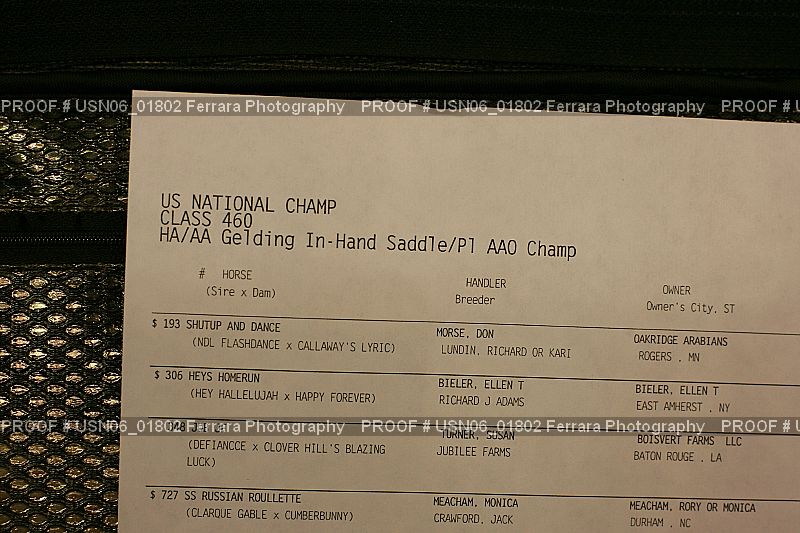 PROOF # USN06_01802 Ferrara Photography PROOF # USN06_01802 Ferrara Photography PROOF # U
US NATIONAL CHAMP
CLASS 460
HA/AA Gelding In-Hand Saddle/Pl AAO Champ
# HORSE HANDLER OWNER
(Sire x Dam) Breeder Owner's City, ST
$ 193 SHUTUP AND DANCE MORSE, DON OAKRIDGE ARABIANS
(NDL FLASHDANCE x CALLAWAY'S LYRIC) LUNDIN, RICHARD OR KARI ROGERS , MN
$ 306 HEYS HOMERUN BIELER, ELLEN T BIELER, ELLEN T
(HEY HALLELUJAH x HAPPY FOREVER) RICHARD J ADAMS EAST AMHERST , NY
PROOF # USN06_01802 Ferrara Photography PROOF # USN06_01802 Ferrara Photography PROOF # U
TURNER, SUSAN BOISVERT FARMS LLC
(DEFIANCCE x CLOVER HILL'S BLAZING JUBILEE FARMS BATON ROUGE , LA
LUCK)
$ 727 SS RUSSIAN ROULLETTE MEACHAM, MONICA MEACHAM, RORY OR MONICA
(CLARQUE GABLE x CUMBERBUNNY) CRAWFORD, JACK DURHAM , NC